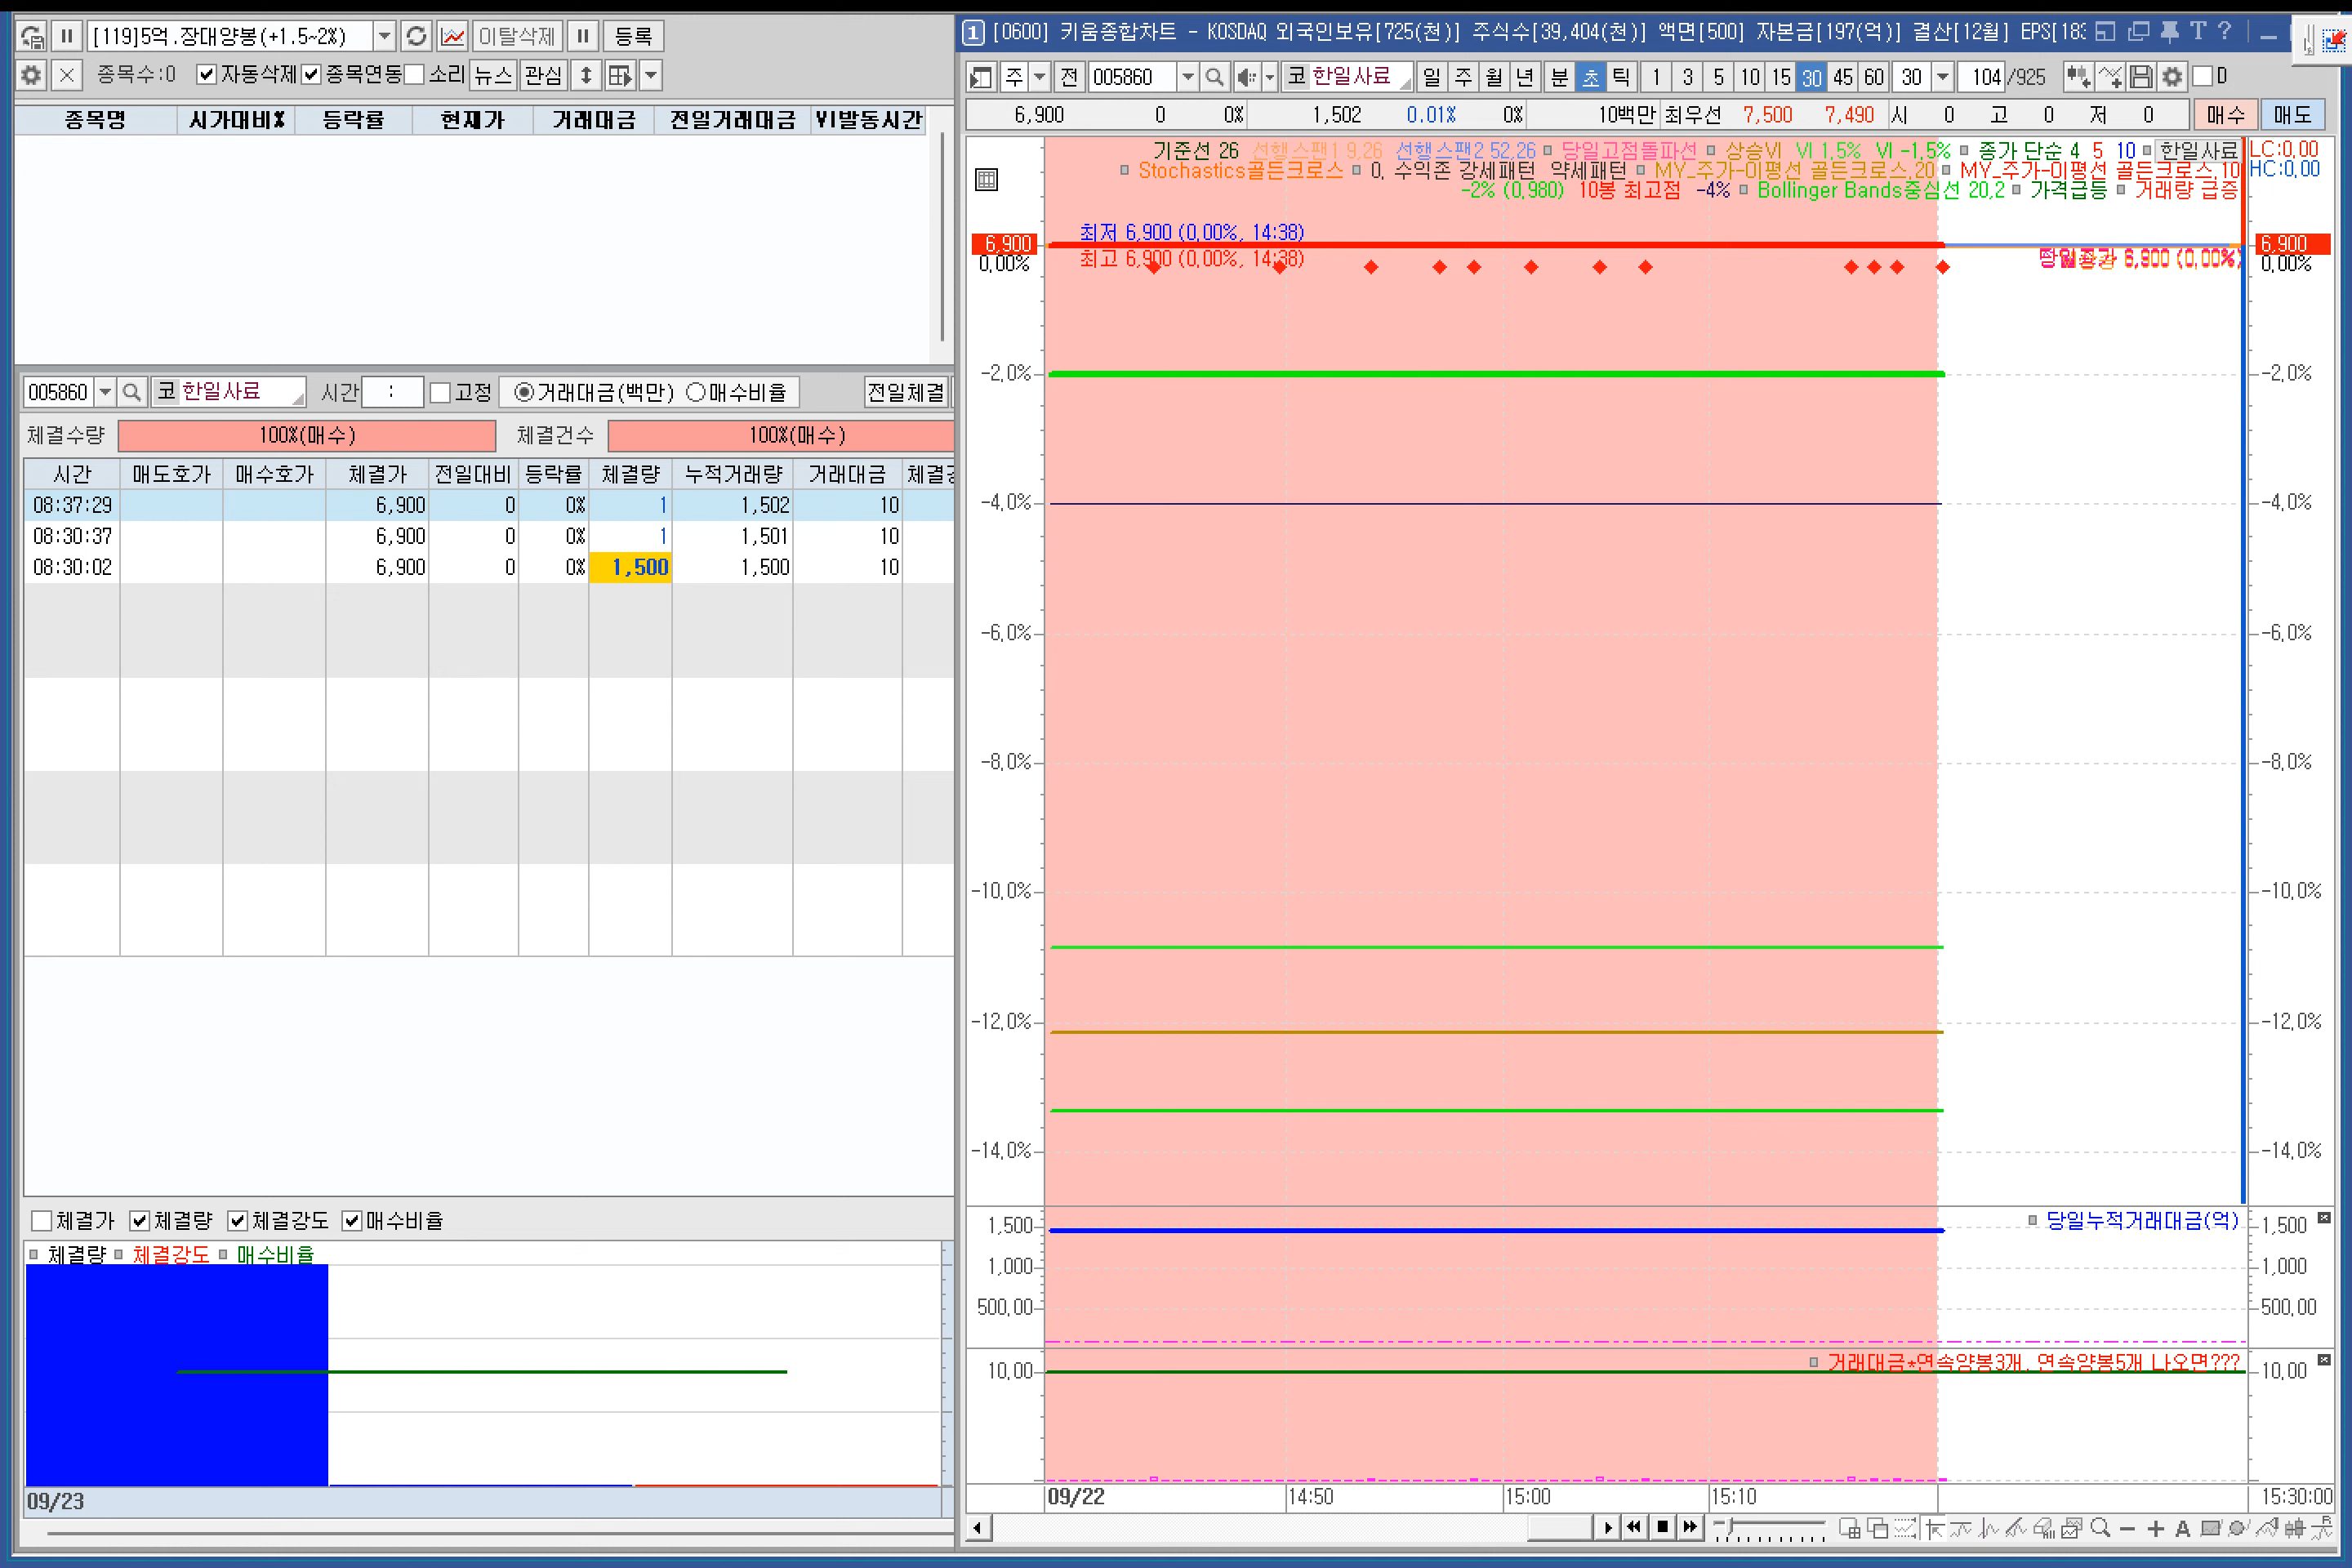 [119]5억.장대양봉(+1.5~2%) 이탈삭제 등록
종목수:0 자동삭제 종목연동 소리 뉴스 관심
종목명 시가대비% 등락률 현재가 거래대금 전일거래대금 VI발동시간
005860 코 한일사료 시간 : 고정 거래대금(백만) 매수비율 전일체결
체결수량 100%(매수) 체결건수 100%(매수)
시간 매도호가 매수호가 체결가 전일대비 등락률 체결량 누적거래량 거래대금
08:37:29 6,900 0 0% 1 1,502 10
08:30:37 6,900 0 0% 1 1,501 10
08:30:02 6,900 0 0% 1,500 1,500 10
체결가 체결량 체결강도 매수비율
체결량 체결강도 매수비율
09/23
1 [0600] 키움종합차트 - KOSDAQ 외국인보유[725(천)] 주식수[39,404(천)] 액면[500] 자본금[197(억)] 결산[12월]
주 전 005860 코 한일사료 일 주 월 년 분 초 틱 1 3 5 10 15 30 45 60 30 104 /925 D
6,900 0 0% 1,502 0.01% 0% 10백만 최우선 7,500 7,490 시 0 고 0 저 0 매수 매도
기준선 26 선행스팬1 9,26 선행스팬2 52,26 당일고점돌파선 상승VI VI 1,5% VI -1,5% 종가 단순 4 5 10 한일사료 LC:0,00
Stochastics골든크로스 0, 수익존 강세패턴 약세패턴 MY_주가-이평선 골든크로스,20 MY_주가-이평선 골든크로스,10 HC:0,00
-2% (0,980) 10봉 최고점 -4% Bollinger Bands중심선 20,2 가격급등 거래량 급증
최저 6,900 (0,00%, 14:38)
6,900 6,900
최고 6,900 (0,00%, 14:38) 6,900 (0,00%)
0,00% 0,00%
-2,0% -2,0%
-4,0% -4,0%
-6,0% -6,0%
-8,0% -8,0%
-10,0% -10,0%
-12,0% -12,0%
-14,0% -14,0%
1,500 당일누적거래대금(억) 1,500
1,000 1,000
500,00 500,00
거래대금*연속양봉3개, 연속양봉5개 나오면???
10,00 10,00
09/22 14:50 15:00 15:10 15:30:00